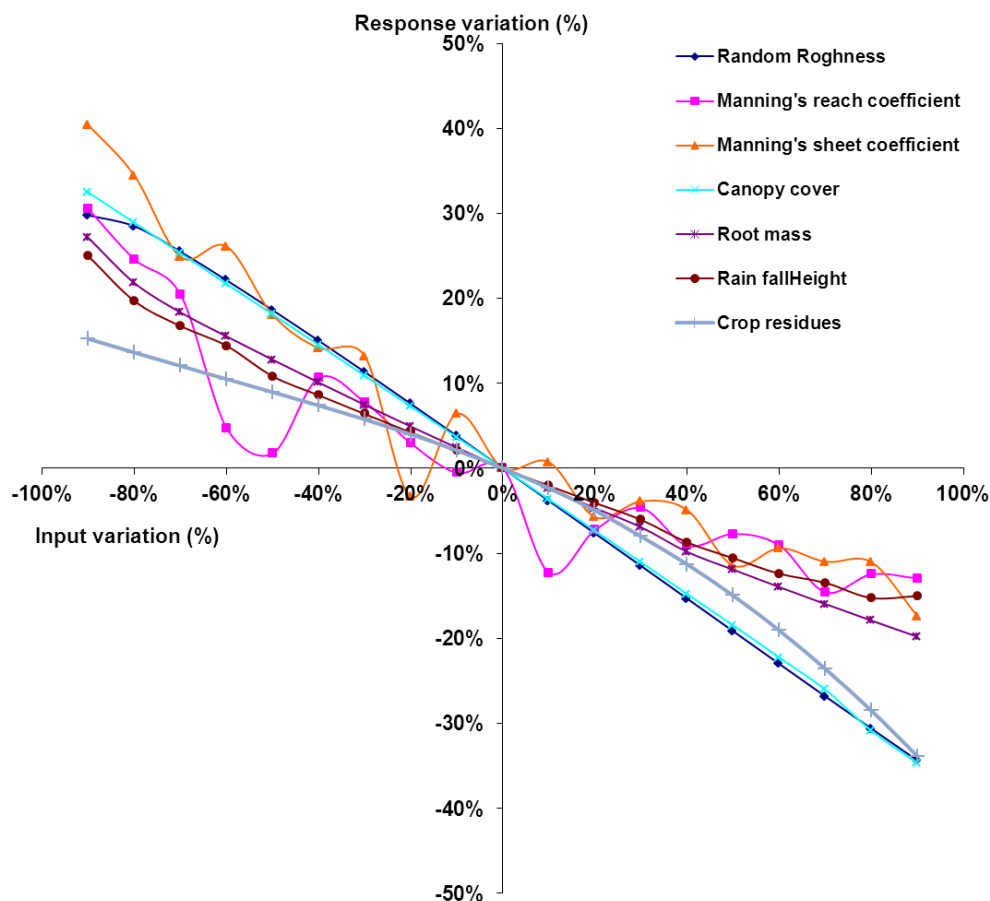 Response variation (%)
50%
Random Roghness
Manning's reach coefficient
40%
Manning's sheet coefficient
Canopy cover
30%
Root mass
Rain fallHeight
20%
Crop residues
10%
0%
-100% -80% -60% -40% -20% 0% 20% 40% 60% 80% 100%
Input variation (%)
-10%
-20%
-30%
-40%
-50%